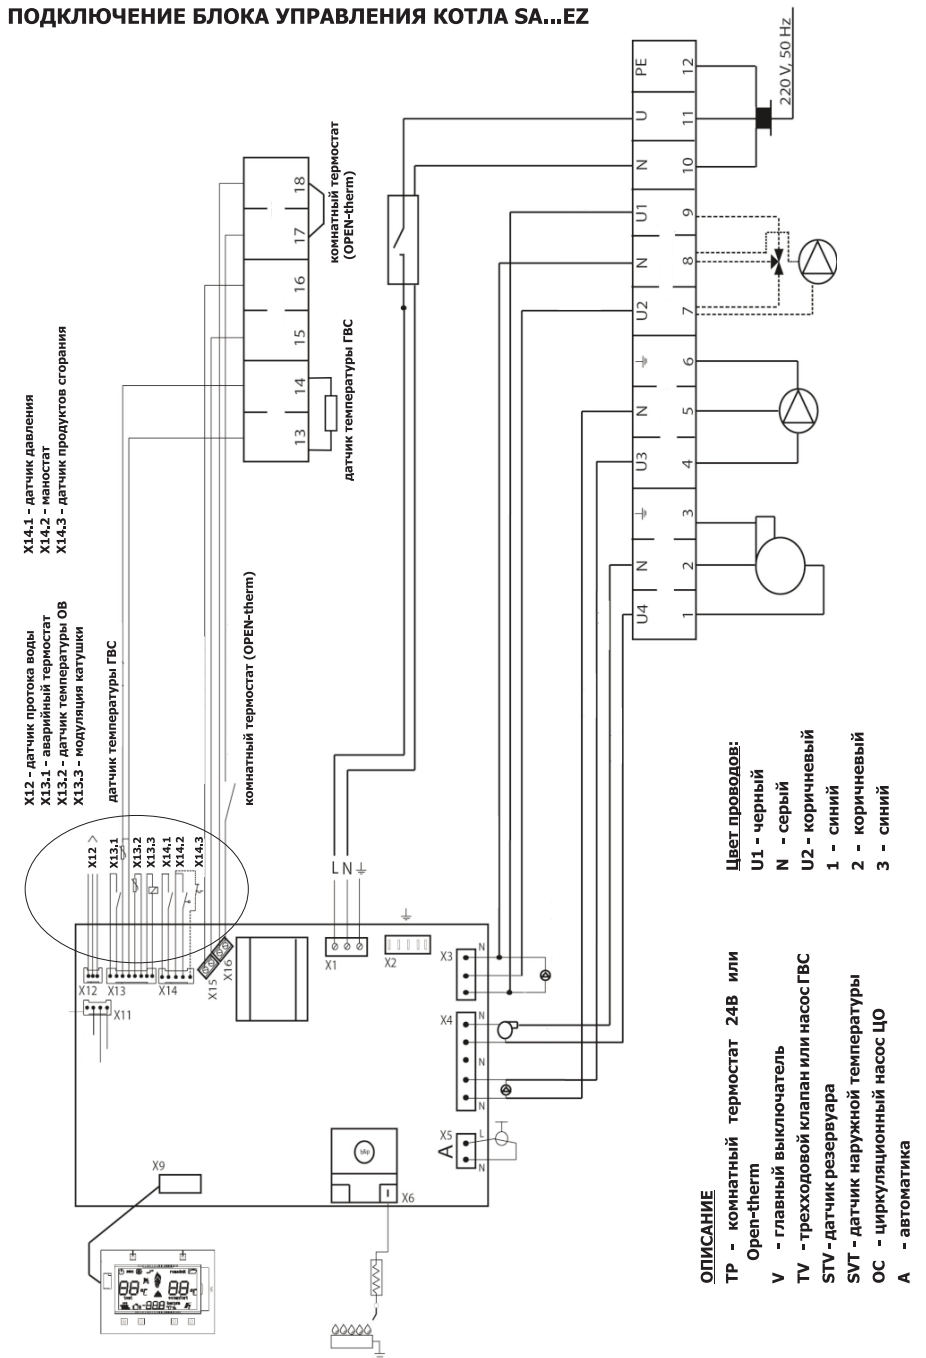 ПОДКЛЮЧЕНИЕ БЛОКА УПРАВЛЕНИЯ КОТЛА SA...EZ
X14.1 – датчик давления
X14.2 – маностат
X14.3 – датчик продуктов сгорания
X12 – датчик протока воды
X13.1 – аварийный термостат
X13.2 – датчик температуры ОВ
X13.3 – модуляция катушки
датчик температуры ГВС
комнатный термостат (OPEN-therm)
комнатный термостат
(OPEN-therm)
датчик температуры ГВС
18
17
16
15
14
13
PE 12
U 11
N 10
U1 9
N 8
U2 7
6
N 5
U3 4
3
N 2
U4 1
220 V, 50 Hz
X12
X13.1
X13.2
X13.3
X14.1
X14.2
X14.3
L N
X12
X13
X14
X11
X15
X16
X1
X2
X3
N
X4
N
N
N
X5
L
N
A
X9
X6
Цвет проводов:
U1 – черный
N – серый
U2 – коричневый
1 – синий
2 – коричневый
3 – синий
ОПИСАНИЕ
TP – комнатный термостат 24В или
Open-therm
V – главный выключатель
TV – трехходовой клапан или насос ГВС
STV – датчик резервуара
SVT – датчик наружной температуры
OC – циркуляционный насос ЦО
A – автоматика